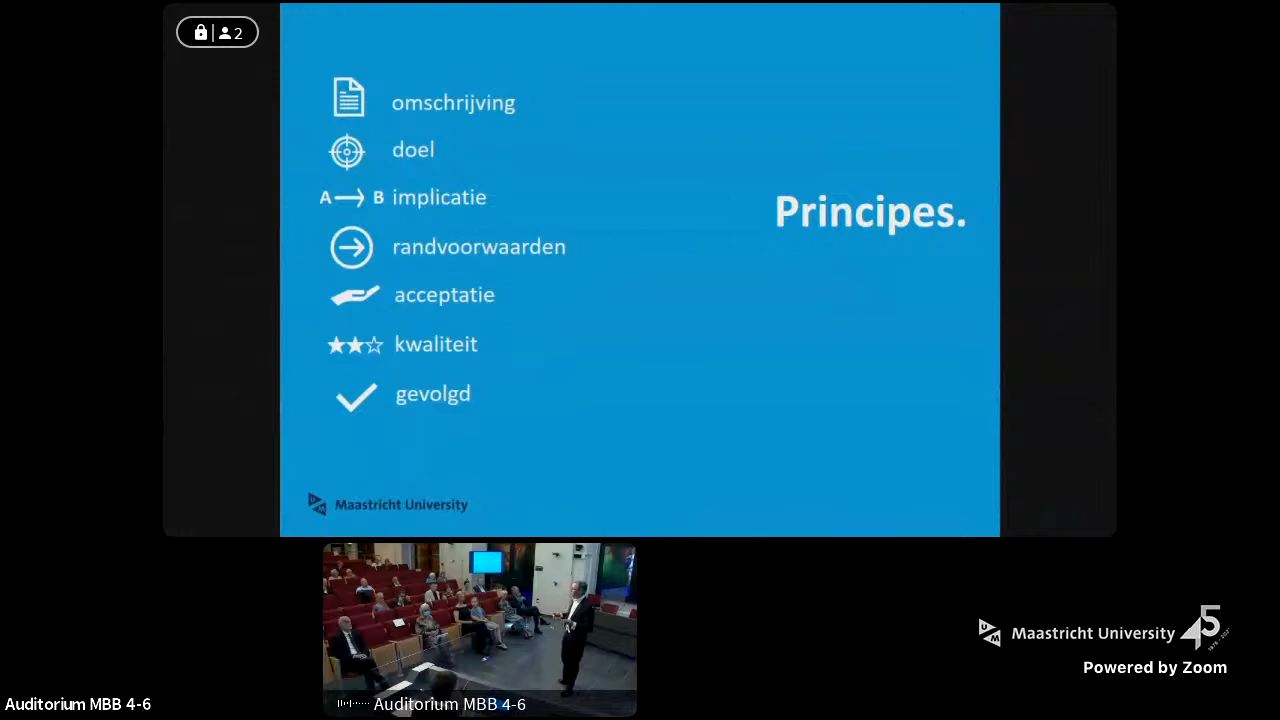 2
omschrijving
doel
A B implicatie
randvoorwaarden
acceptatie
kwaliteit
gevolgd
Principes.
Maastricht University
Maastricht University 45
Powered by Zoom
Auditorium MBB 4-6
Auditorium MBB 4-6